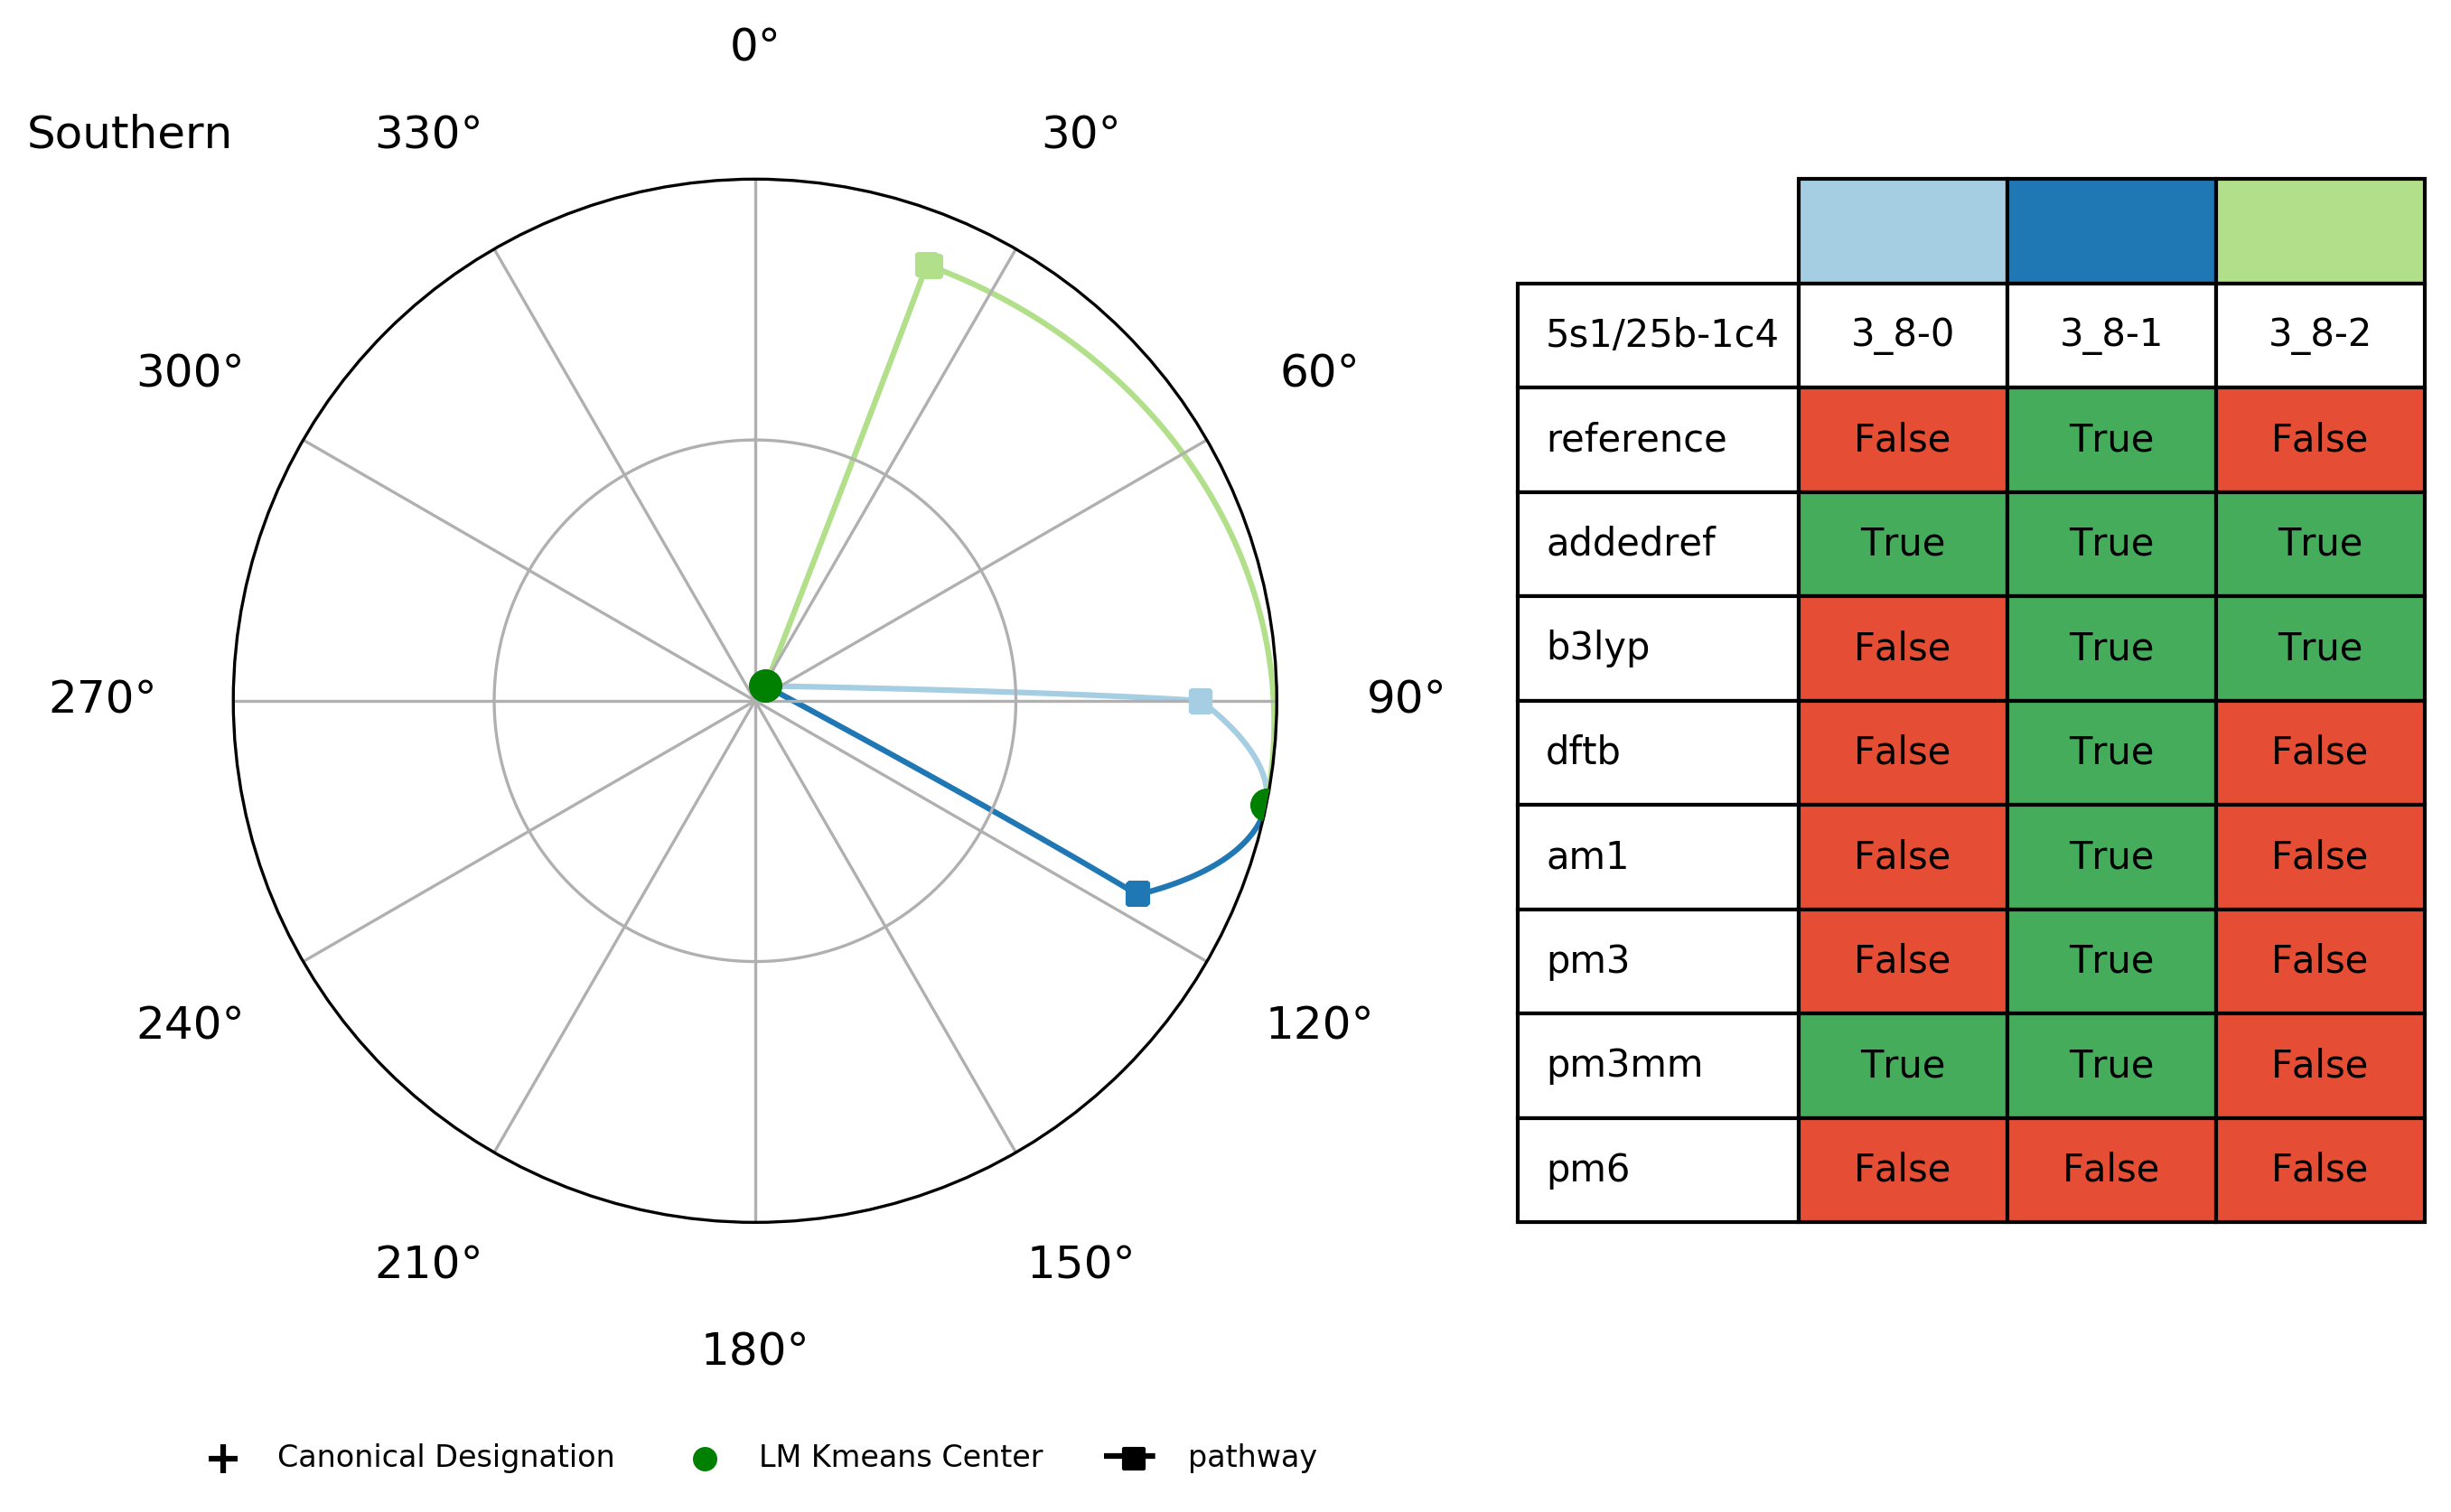 0°
Southern
330°
30°
300°
60°
270°
90°
240°
120°
210°
150°
180°
5s1/25b-1c4 3_8-0 3_8-1 3_8-2
reference False True False
addedref True True True
b3lyp False True True
dftb False True False
am1 False True False
pm3 False True False
pm3mm True True False
pm6 False False False
Canonical Designation LM Kmeans Center pathway